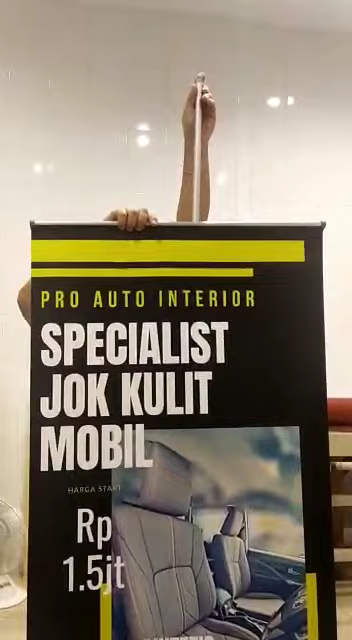 PRO AUTO INTERIOR
SPECIALIST
JOK KULIT
MOBIL
HARGA START
Rp
1.5jt